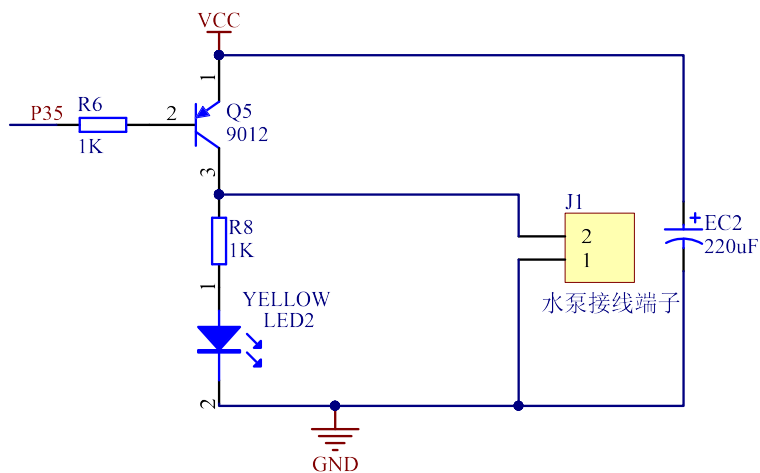 VCC
1
P35
R6
2
Q5
9012
1K
3
J1
R8
1K
2
1
+
EC2
220uF
1
YELLOW
LED2
水泵接线端子
2
GND